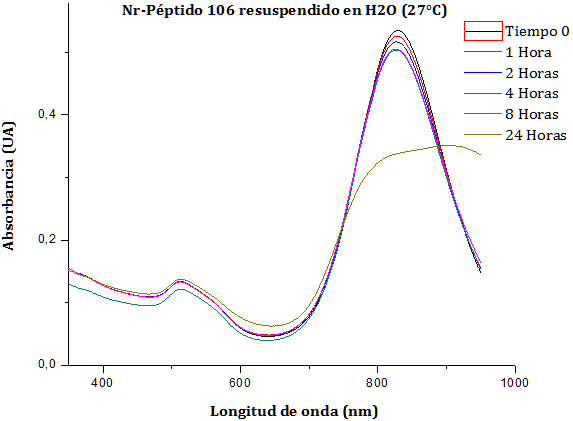 Nr-Péptido 106 resuspendido en H2O (27°C)
Tiempo 0
1 Hora
2 Horas
4 Horas
8 Horas
24 Horas
Absorbancia (UA)
0,4
0,2
0,0
400
600
800
1000
Longitud de onda (nm)